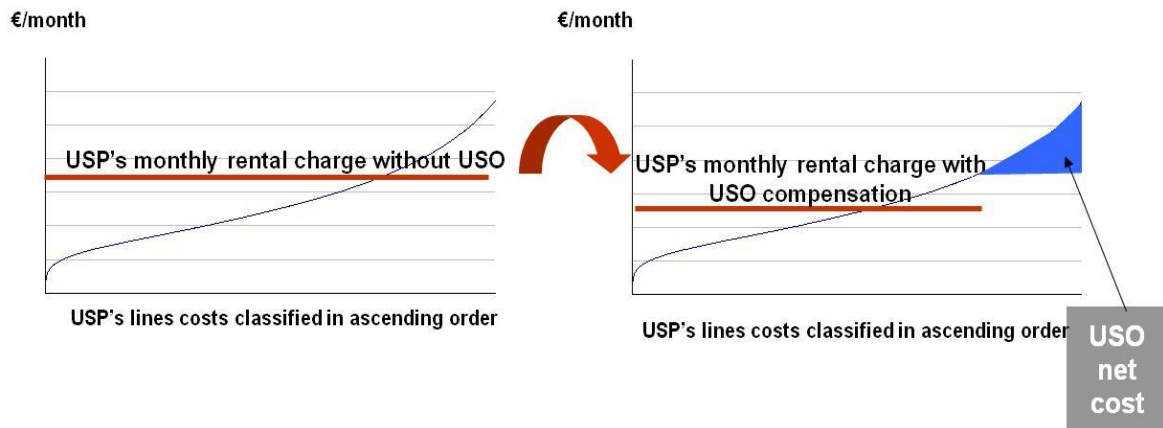 €/month
USP's monthly rental charge without USO
USP's lines costs classified in ascending order
€/month
USP's monthly rental charge with
USO compensation
USP's lines costs classified in ascending order
USO
net
cost